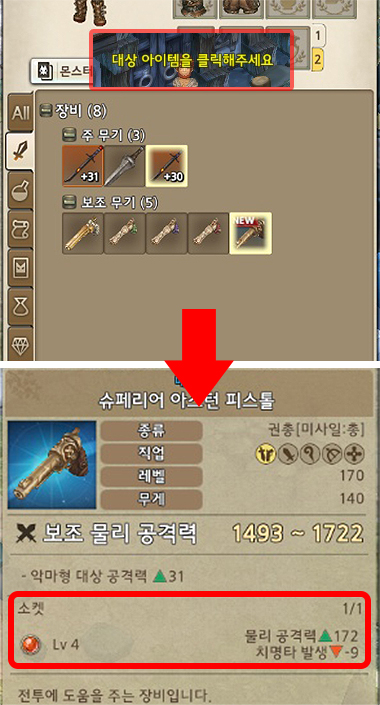 1
2
대상 아이템을 클릭해주세요
몬스터
All
장비 (8)
주 무기 (3)
+31
+30
보조 무기 (5)
NEW
슈페리어 아스턴 피스톨
종류 권총[미사일:총]
직업
레벨 170
무게 140
보조 물리 공격력 1493 ~ 1722
- 악마형 대상 공격력 ▲31
소켓 1/1
Lv 4 물리 공격력▲172
치명타 발생▼-9
전투에 도움을 주는 장비입니다.